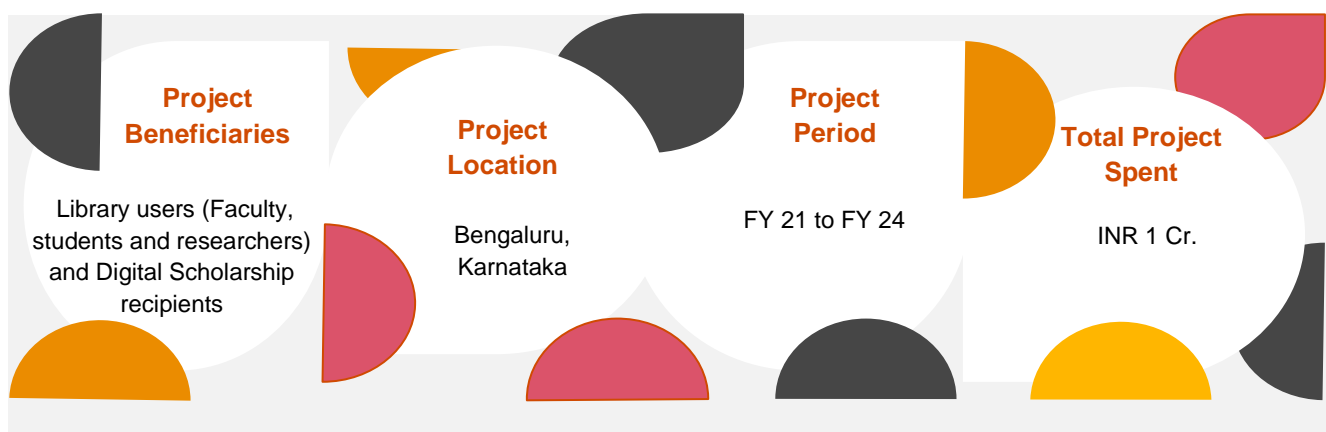 Project
Beneficiaries
Library users (Faculty,
students and researchers)
and Digital Scholarship
recipients
Project
Location
Bengaluru,
Karnataka
Project
Period
FY 21 to FY 24
Total Project
Spent
INR 1 Cr.